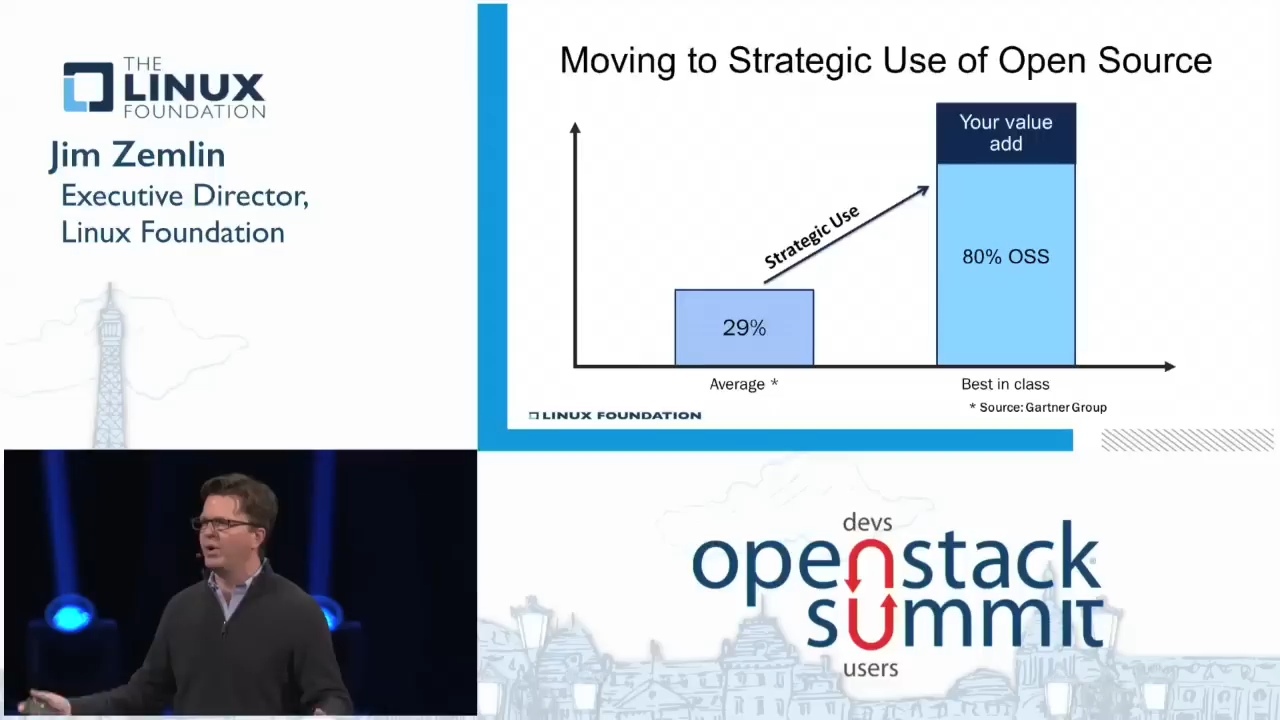 THE
LINUX
FOUNDATION
Jim Zemlin
Executive Director,
Linux Foundation
Moving to Strategic Use of Open Source
Your value
add
Strategic Use
80% OSS
29%
Average *
Best in class
* Source: Gartner Group
LINUX FOUNDATION
devs
openstack
summit
users